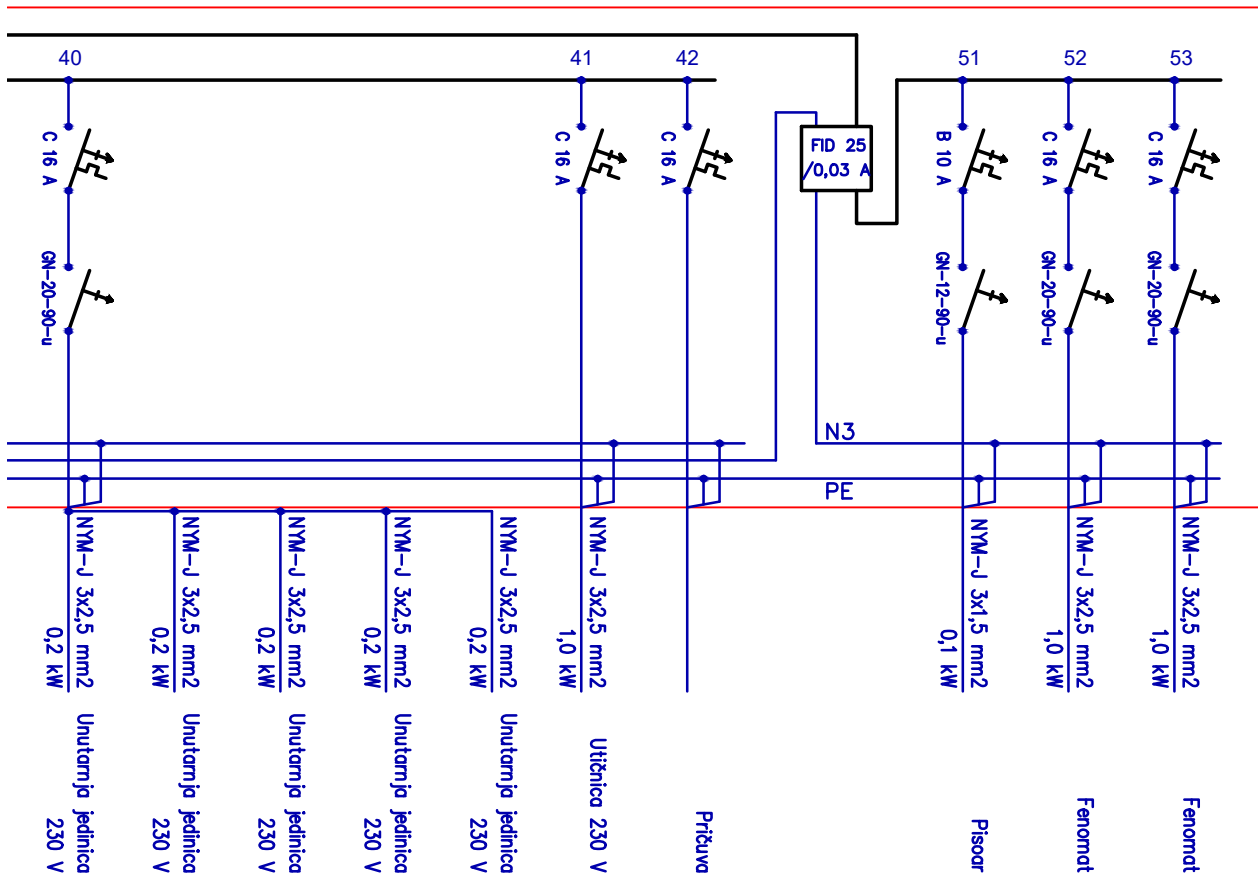 40
41
42
51
52
53
C 16 A
C 16 A
C 16 A
FID 25
/0,03 A
B 10 A
C 16 A
C 16 A
GN-20-90-u
GN-12-90-u
GN-20-90-u
GN-20-90-u
N3
PE
NYM-J 3x2,5 mm2
0,2 kW
NYM-J 3x2,5 mm2
0,2 kW
NYM-J 3x2,5 mm2
0,2 kW
NYM-J 3x2,5 mm2
0,2 kW
NYM-J 3x2,5 mm2
0,2 kW
NYM-J 3x2,5 mm2
1,0 kW
NYM-J 3x1,5 mm2
0,1 kW
NYM-J 3x2,5 mm2
1,0 kW
NYM-J 3x2,5 mm2
1,0 kW
Unutarnja jedinica
230 V
Unutarnja jedinica
230 V
Unutarnja jedinica
230 V
Unutarnja jedinica
230 V
Unutarnja jedinica
230 V
Utičnica 230 V
Pričuva
Pisoar
Fenomat
Fenomat